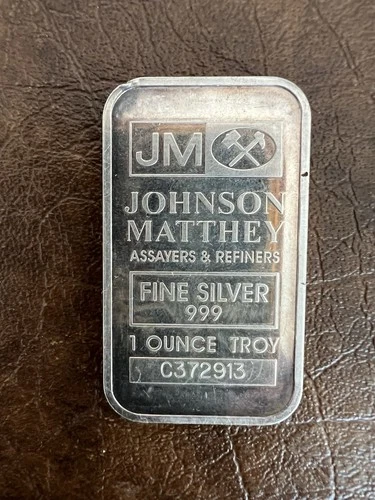 JM
JOHNSON
MATTHEY
ASSAYERS & REFINERS
FINE SILVER
999
1 OUNCE TROY
C372913